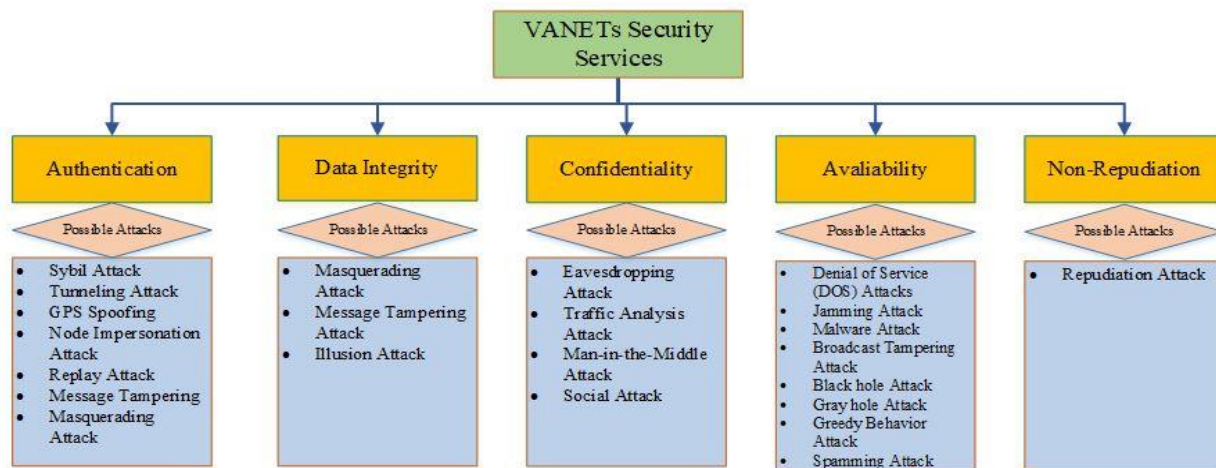 VANETs Security
Services
Authentication
Data Integrity
Confidentiality
Avaliability
Non-Repudiation
Possible Attacks
Possible Attacks
Possible Attacks
Possible Attacks
Possible Attacks
• Sybil Attack
• Tunneling Attack
• GPS Spoofing
• Node Impersonation
Attack
• Replay Attack
• Message Tampering
• Masquerading
Attack
• Masquerading
Attack
• Message Tampering
Attack
• Illusion Attack
• Eavesdropping
Attack
• Traffic Analysis
Attack
• Man-in-the-Middle
Attack
• Social Attack
• Denial of Service
(DOS) Attacks
• Jamming Attack
• Malware Attack
• Broadcast Tampering
Attack
• Black hole Attack
• Gray hole Attack
• Greedy Behavior
Attack
• Spamming Attack
• Repudiation Attack